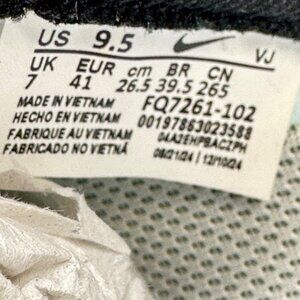 US 9.5 VJ
UK EUR cm BR CN
7 41 26.5 39.5 265
MADE IN VIETNAM FQ7261-102
HECHO EN VIETNAM 00197863023588
FABRIQUE AU VIETNAM 04A2EHPBACZPH
FABRICADO NO VIETNÃ 08/21/24 | 12/10/24